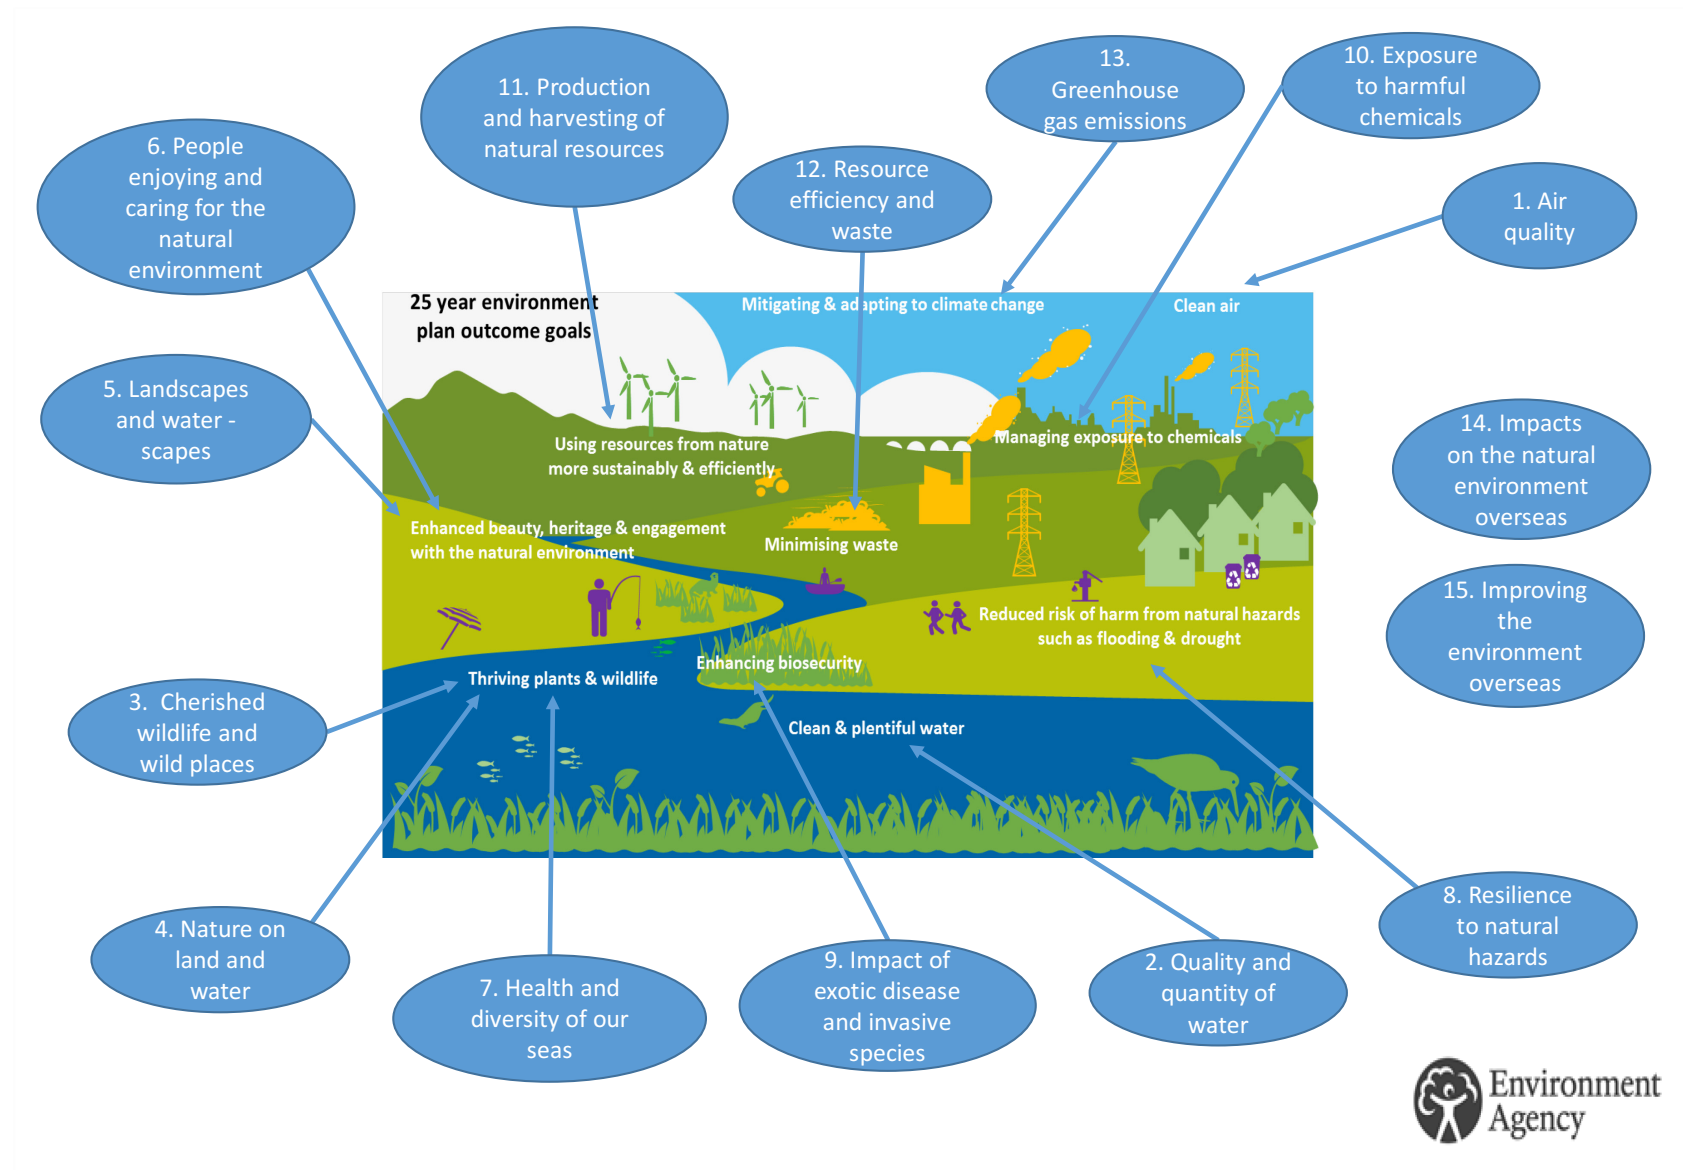 11. Production
and harvesting of
natural resources
13.
Greenhouse
gas emissions
10. Exposure
to harmful
chemicals
6. People
enjoying and
caring for the
natural
environment
12. Resource
efficiency and
waste
1. Air
quality
25 year environment
plan outcome goals
Mitigating & adapting to climate change
Clean air
5. Landscapes
and water -
scapes
Using resources from nature
more sustainably & efficiently
Managing exposure to chemicals
14. Impacts
on the natural
environment
overseas
Enhanced beauty, heritage & engagement
with the natural environment
Minimising waste
15. Improving
the
environment
overseas
Reduced risk of harm from natural hazards
such as flooding & drought
Enhancing biosecurity
Thriving plants & wildlife
3. Cherished
wildlife and
wild places
Clean & plentiful water
4. Nature on
land and
water
7. Health and
diversity of our
seas
9. Impact of
exotic disease
and invasive
species
2. Quality and
quantity of
water
8. Resilience
to natural
hazards
Environment
Agency